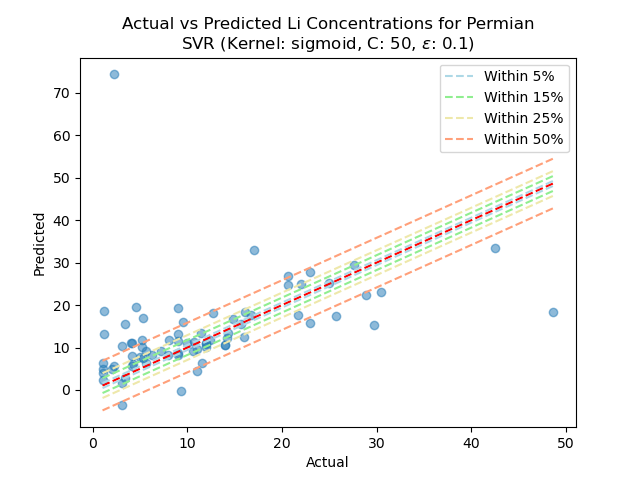 Actual vs Predicted Li Concentrations for Permian
SVR (Kernel: sigmoid, C: 50, ε: 0.1)
Within 5%
Within 15%
Within 25%
Within 50%
Predicted
70
60
50
40
30
20
10
0
0 10 20 30 40 50
Actual